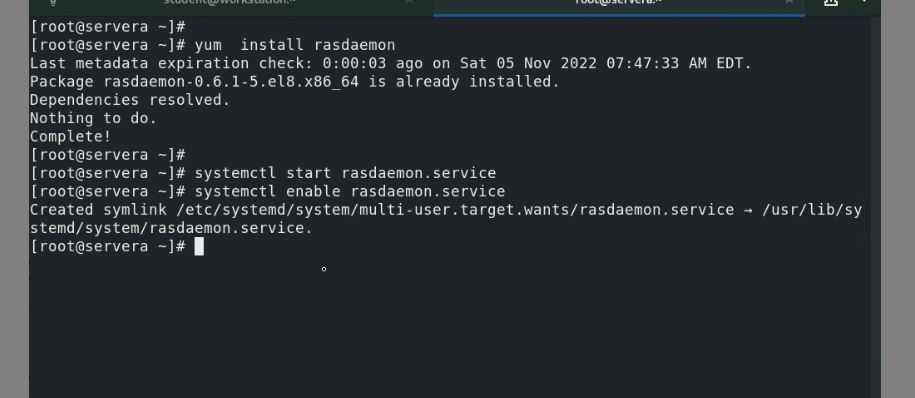 student@workstation:~
root@servera:~
[root@servera ~]#
[root@servera ~]# yum  install rasdaemon
Last metadata expiration check: 0:00:03 ago on Sat 05 Nov 2022 07:47:33 AM EDT.
Package rasdaemon-0.6.1-5.el8.x86_64 is already installed.
Dependencies resolved.
Nothing to do.
Complete!
[root@servera ~]#
[root@servera ~]# systemctl start rasdaemon.service
[root@servera ~]# systemctl enable rasdaemon.service
Created symlink /etc/systemd/system/multi-user.target.wants/rasdaemon.service → /usr/lib/sy
stemd/system/rasdaemon.service.
[root@servera ~]#